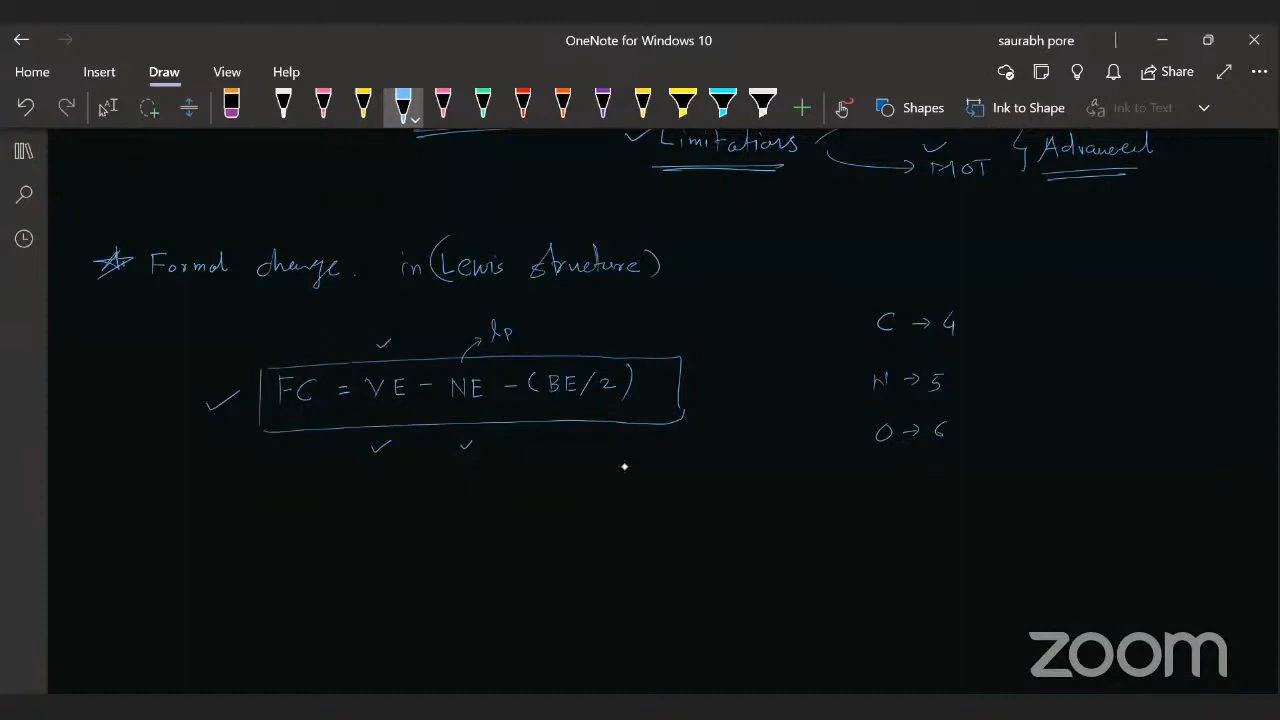 OneNote for Windows 10
saurabh pore
Home Insert Draw View Help
Share
Shapes
Ink to Shape
Ink to Text
Limitations
MOT
Advanced
Formal charge. in (Lewis structure)
lp
FC = VE - NE - (BE/2)
C → 4
N → 5
O → 6
zoom